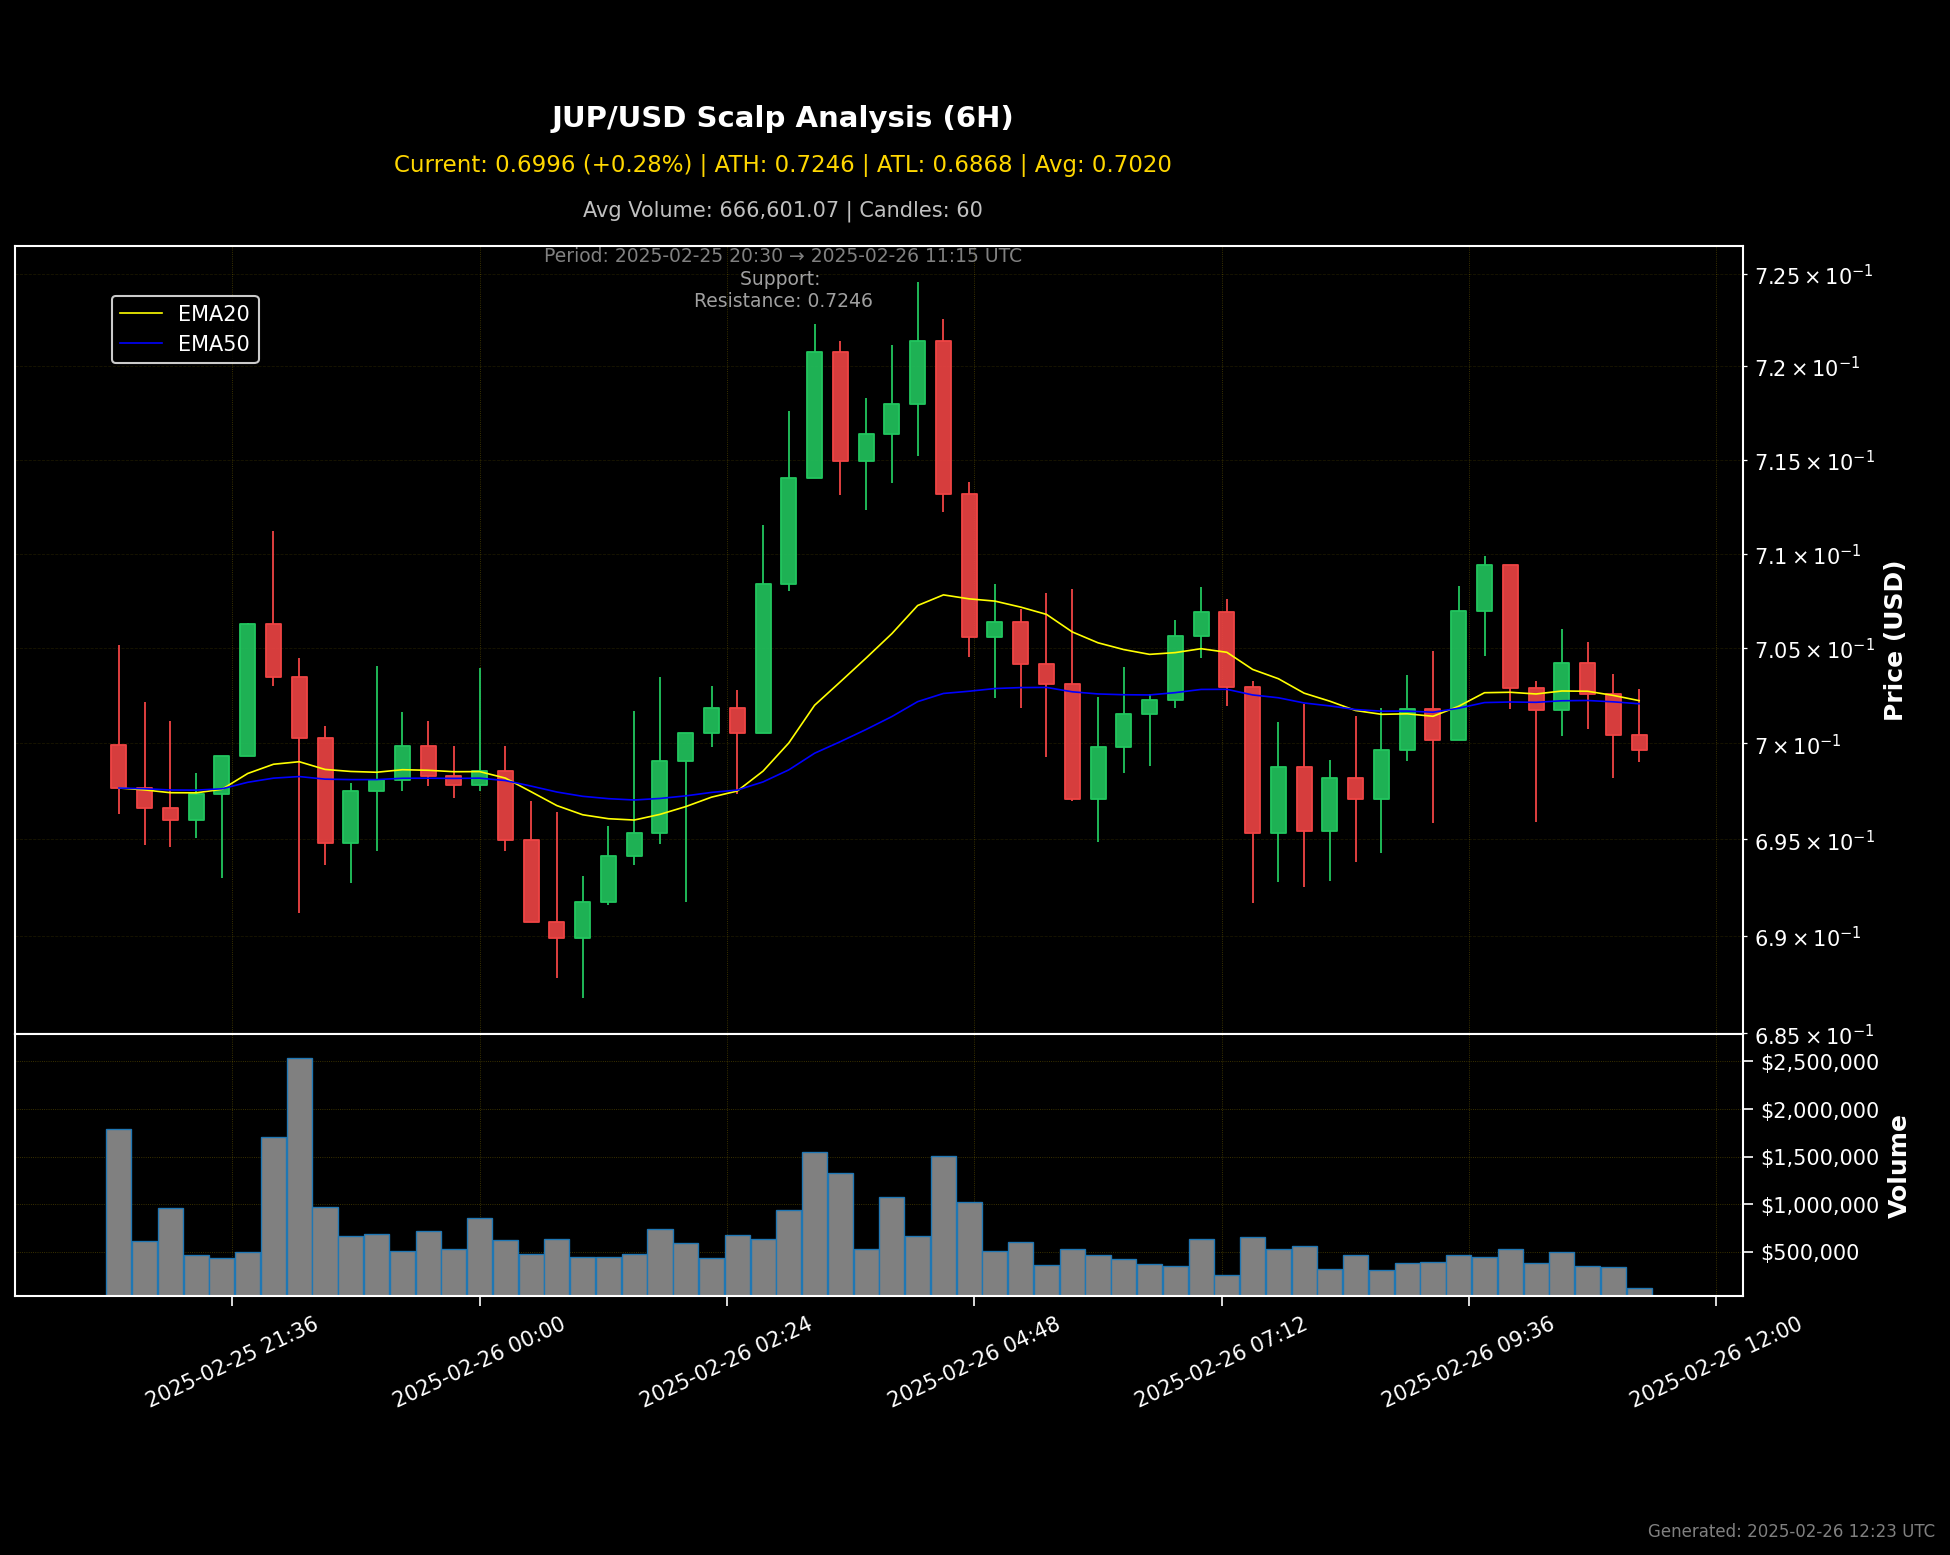 JUP/USD Scalp Analysis (6H)
Current: 0.6996 (+0.28%) | ATH: 0.7246 | ATL: 0.6868 | Avg: 0.7020
Avg Volume: 666,601.07 | Candles: 60
Period: 2025-02-25 20:30 → 2025-02-26 11:15 UTC
Support:
Resistance: 0.7246
EMA20
EMA50
7.25 × 10⁻¹
7.2 × 10⁻¹
7.15 × 10⁻¹
7.1 × 10⁻¹
7.05 × 10⁻¹
7 × 10⁻¹
6.95 × 10⁻¹
6.9 × 10⁻¹
6.85 × 10⁻¹
Price (USD)
$2,500,000
$2,000,000
$1,500,000
$1,000,000
$500,000
Volume
2025-02-25 21:36
2025-02-26 00:00
2025-02-26 02:24
2025-02-26 04:48
2025-02-26 07:12
2025-02-26 09:36
2025-02-26 12:00
Generated: 2025-02-26 12:23 UTC